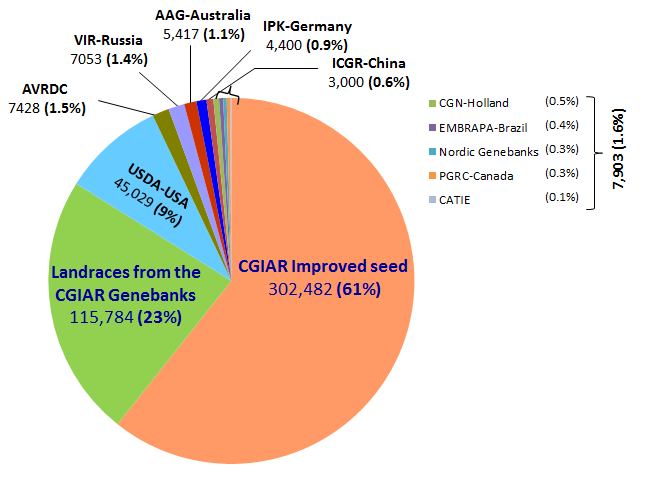 AAG-Australia
5,417 (1.1%)
IPK-Germany
4,400 (0.9%)
VIR-Russia
7053 (1.4%)
ICGR-China
3,000 (0.6%)
AVRDC
7428 (1.5%)
CGN-Holland (0.5%)
EMBRAPA-Brazil (0.4%)
Nordic Genebanks (0.3%)
PGRC-Canada (0.3%)
CATIE (0.1%)
7,903 (1.6%)
USDA-USA
45,029 (9%)
Landraces from the
CGIAR Genebanks
115,784 (23%)
CGIAR Improved seed
302,482 (61%)